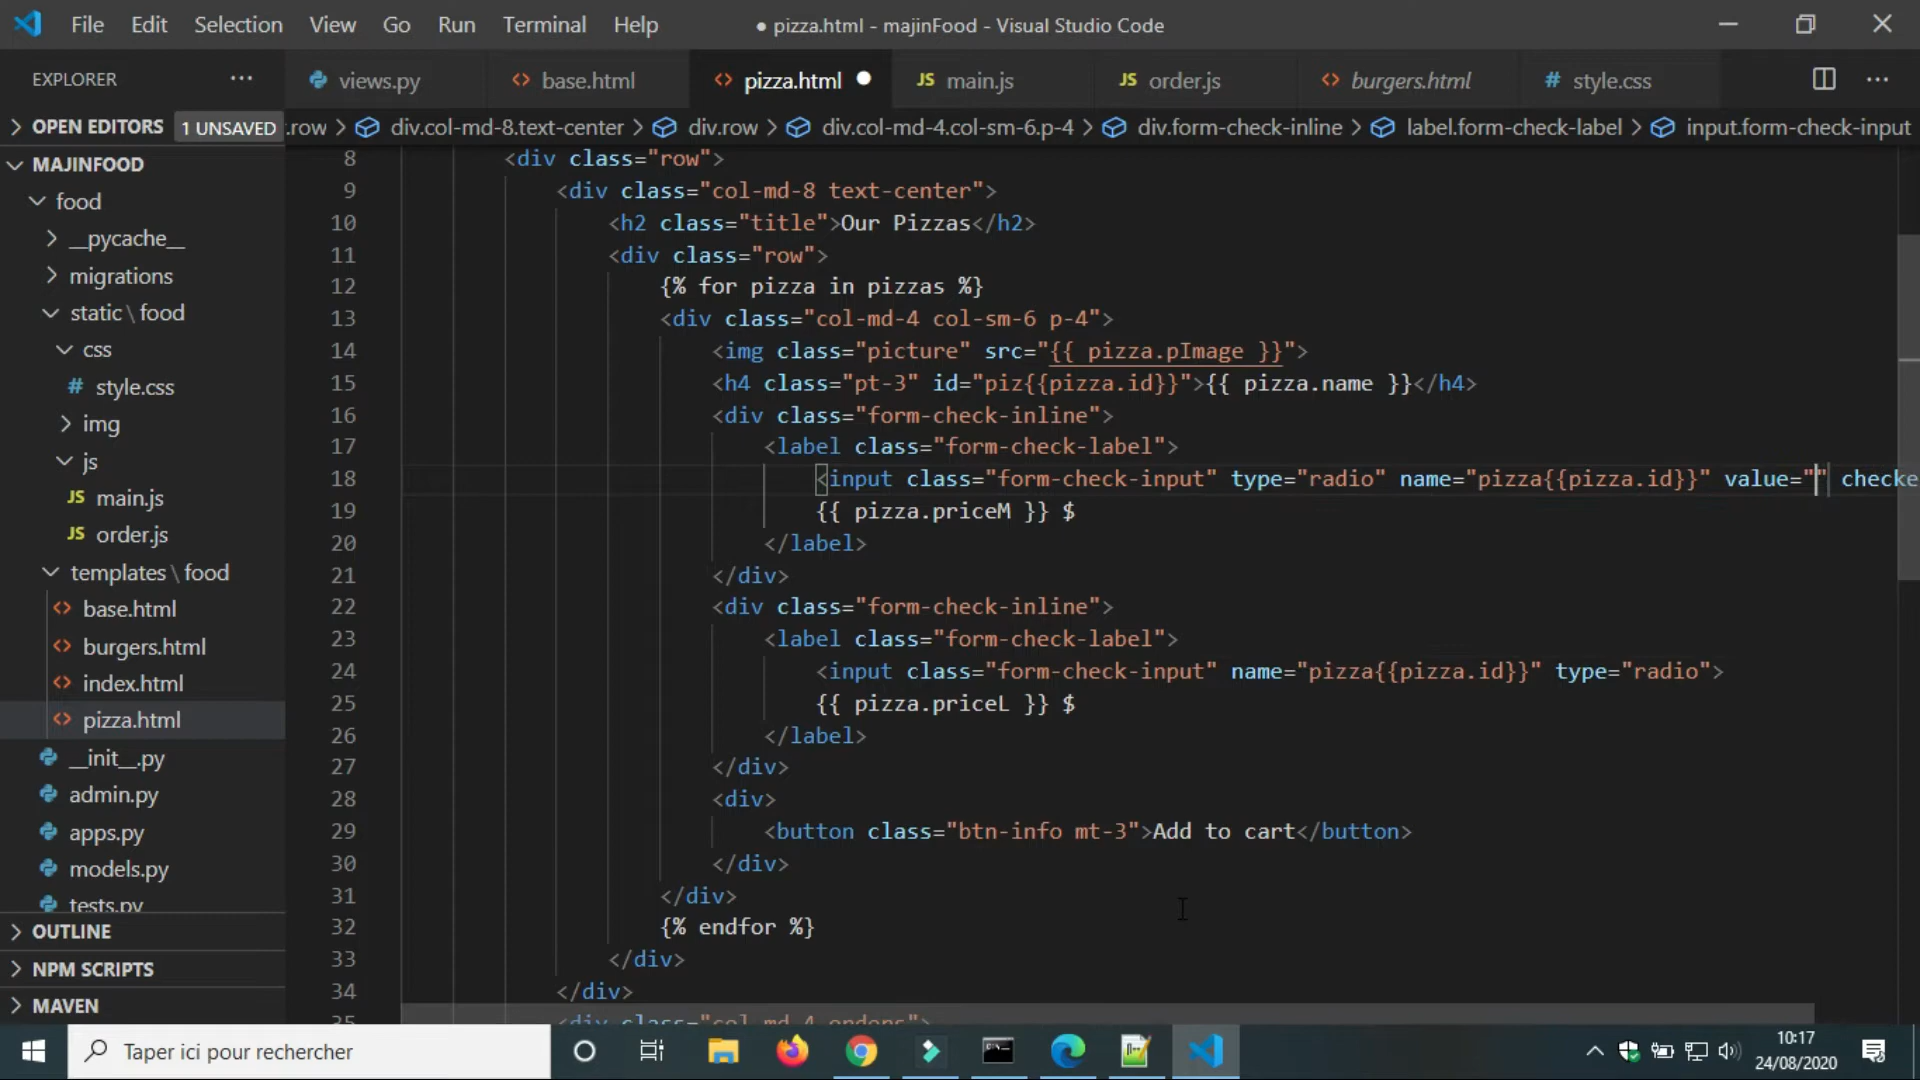 File Edit Selection View Go Run Terminal Help ● pizza.html - majinFood - Visual Studio Code
EXPLORER ···
views.py base.html pizza.html main.js order.js burgers.html style.css
OPEN EDITORS 1 UNSAVED
.row > div.col-md-8.text-center > div.row > div.col-md-4.col-sm-6.p-4 > div.form-check-inline > label.form-check-label > input.form-check-input
MAJINFOOD
food
__pycache__
migrations
static\food
css
style.css
img
js
main.js
order.js
templates\food
base.html
burgers.html
index.html
pizza.html
__init__.py
admin.py
apps.py
models.py
tests.py
OUTLINE
NPM SCRIPTS
MAVEN
8 <div class="row">
9 <div class="col-md-8 text-center">
10 <h2 class="title">Our Pizzas</h2>
11 <div class="row">
12 {% for pizza in pizzas %}
13 <div class="col-md-4 col-sm-6 p-4">
14 <img class="picture" src="{{ pizza.pImage }}">
15 <h4 class="pt-3" id="piz{{pizza.id}}">{{ pizza.name }}</h4>
16 <div class="form-check-inline">
17 <label class="form-check-label">
18 <input class="form-check-input" type="radio" name="pizza{{pizza.id}}" value="" checke
19 {{ pizza.priceM }} $
20 </label>
21 </div>
22 <div class="form-check-inline">
23 <label class="form-check-label">
24 <input class="form-check-input" name="pizza{{pizza.id}}" type="radio">
25 {{ pizza.priceL }} $
26 </label>
27 </div>
28 <div>
29 <button class="btn-info mt-3">Add to cart</button>
30 </div>
31 </div>
32 {% endfor %}
33 </div>
34 </div>
35 <div class="col-md-4 orders">
Taper ici pour rechercher
10:17
24/08/2020